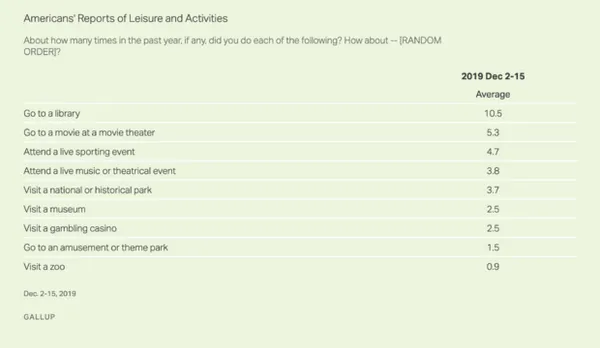 Americans' Reports of Leisure and Activities
About how many times in the past year, if any, did you do each of the following? How about -- [RANDOM
ORDER]?
2019 Dec 2-15
Average
Go to a library 10.5
Go to a movie at a movie theater 5.3
Attend a live sporting event 4.7
Attend a live music or theatrical event 3.8
Visit a national or historical park 3.7
Visit a museum 2.5
Visit a gambling casino 2.5
Go to an amusement or theme park 1.5
Visit a zoo 0.9
Dec. 2-15, 2019
GALLUP